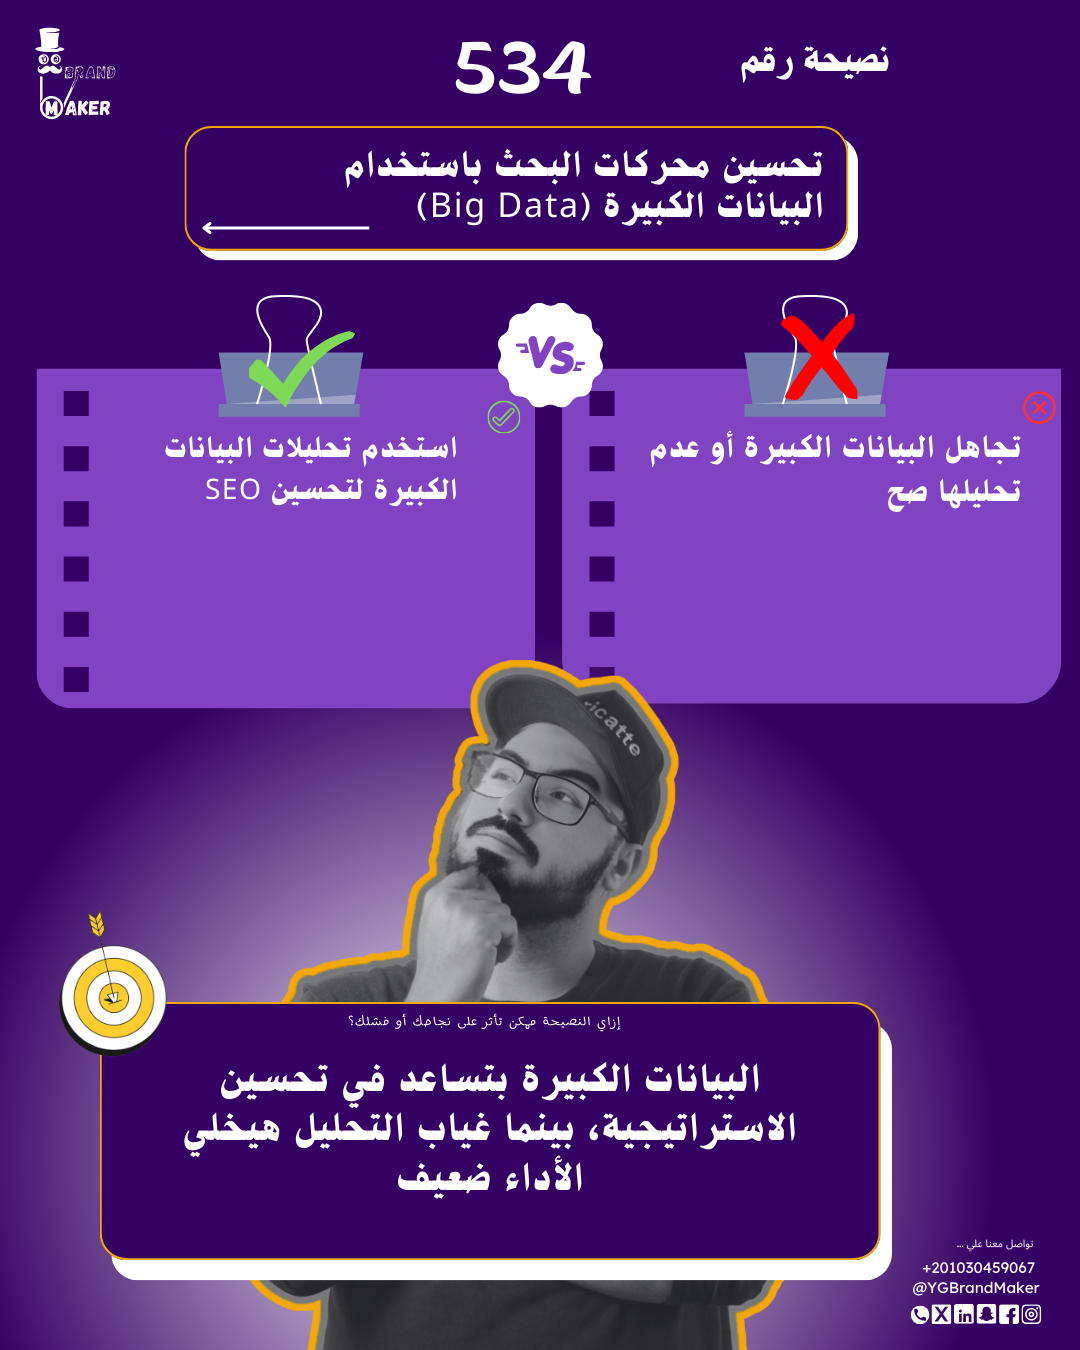 BRAND
MAKER
نصيحة رقم
534
تحسين محركات البحث باستخدام
البيانات الكبيرة (Big Data)
VS
تجاهل البيانات الكبيرة أو عدم
تحليلها صح
استخدم تحليلات البيانات
الكبيرة لتحسين SEO
icatte
إزاي النصيحة ممكن تأثر على نجاحك أو فشلك؟
البيانات الكبيرة بتساعد في تحسين
الاستراتيجية، بينما غياب التحليل هيخلي
الأداء ضعيف
تواصل معنا علي ...
+201030459067
@YGBrandMaker